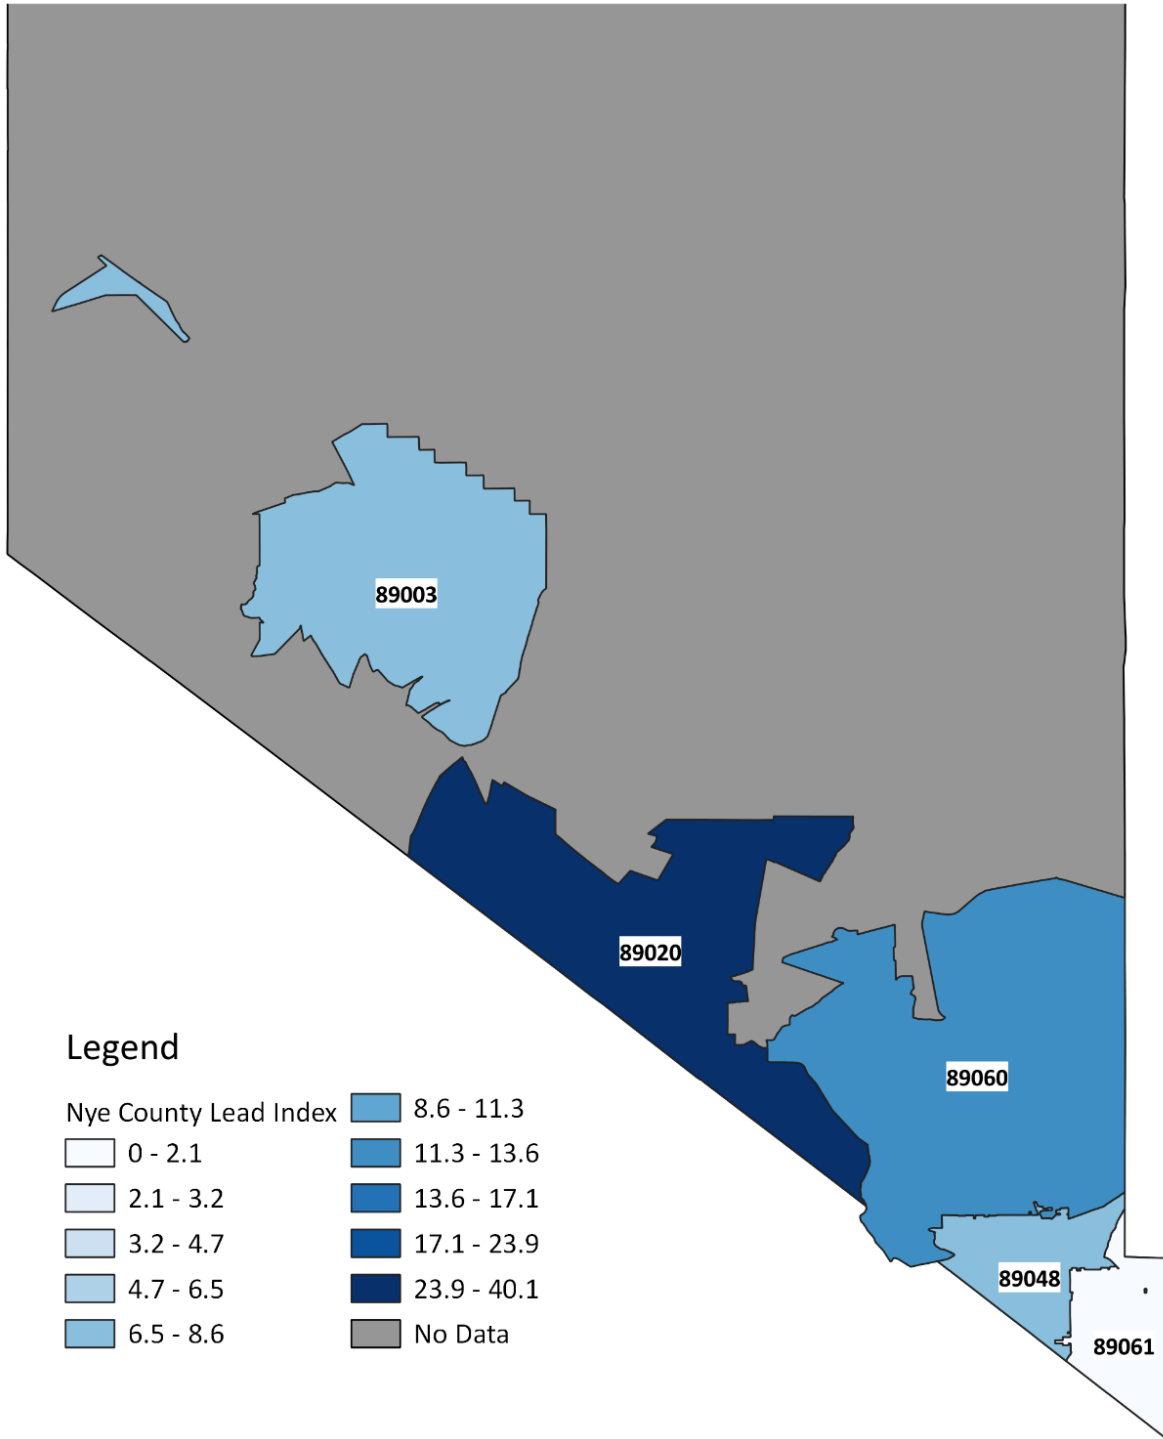 89003
89020
89060
89048
89061
Legend
Nye County Lead Index
0 - 2.1
2.1 - 3.2
3.2 - 4.7
4.7 - 6.5
6.5 - 8.6
8.6 - 11.3
11.3 - 13.6
13.6 - 17.1
17.1 - 23.9
23.9 - 40.1
No Data